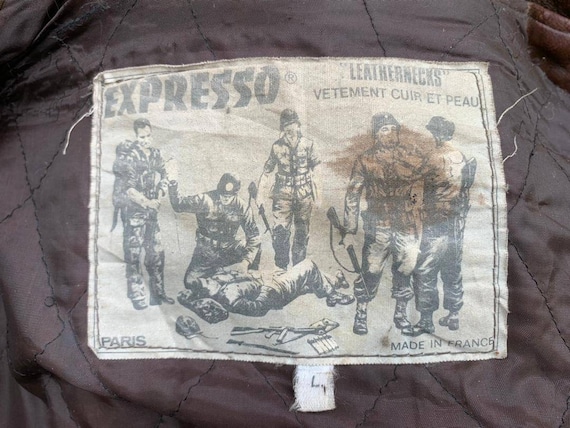 EXPRESSO®
"LEATHERNECKS"
VETEMENT CUIR ET PEAU
PARIS
MADE IN FRANCE
L